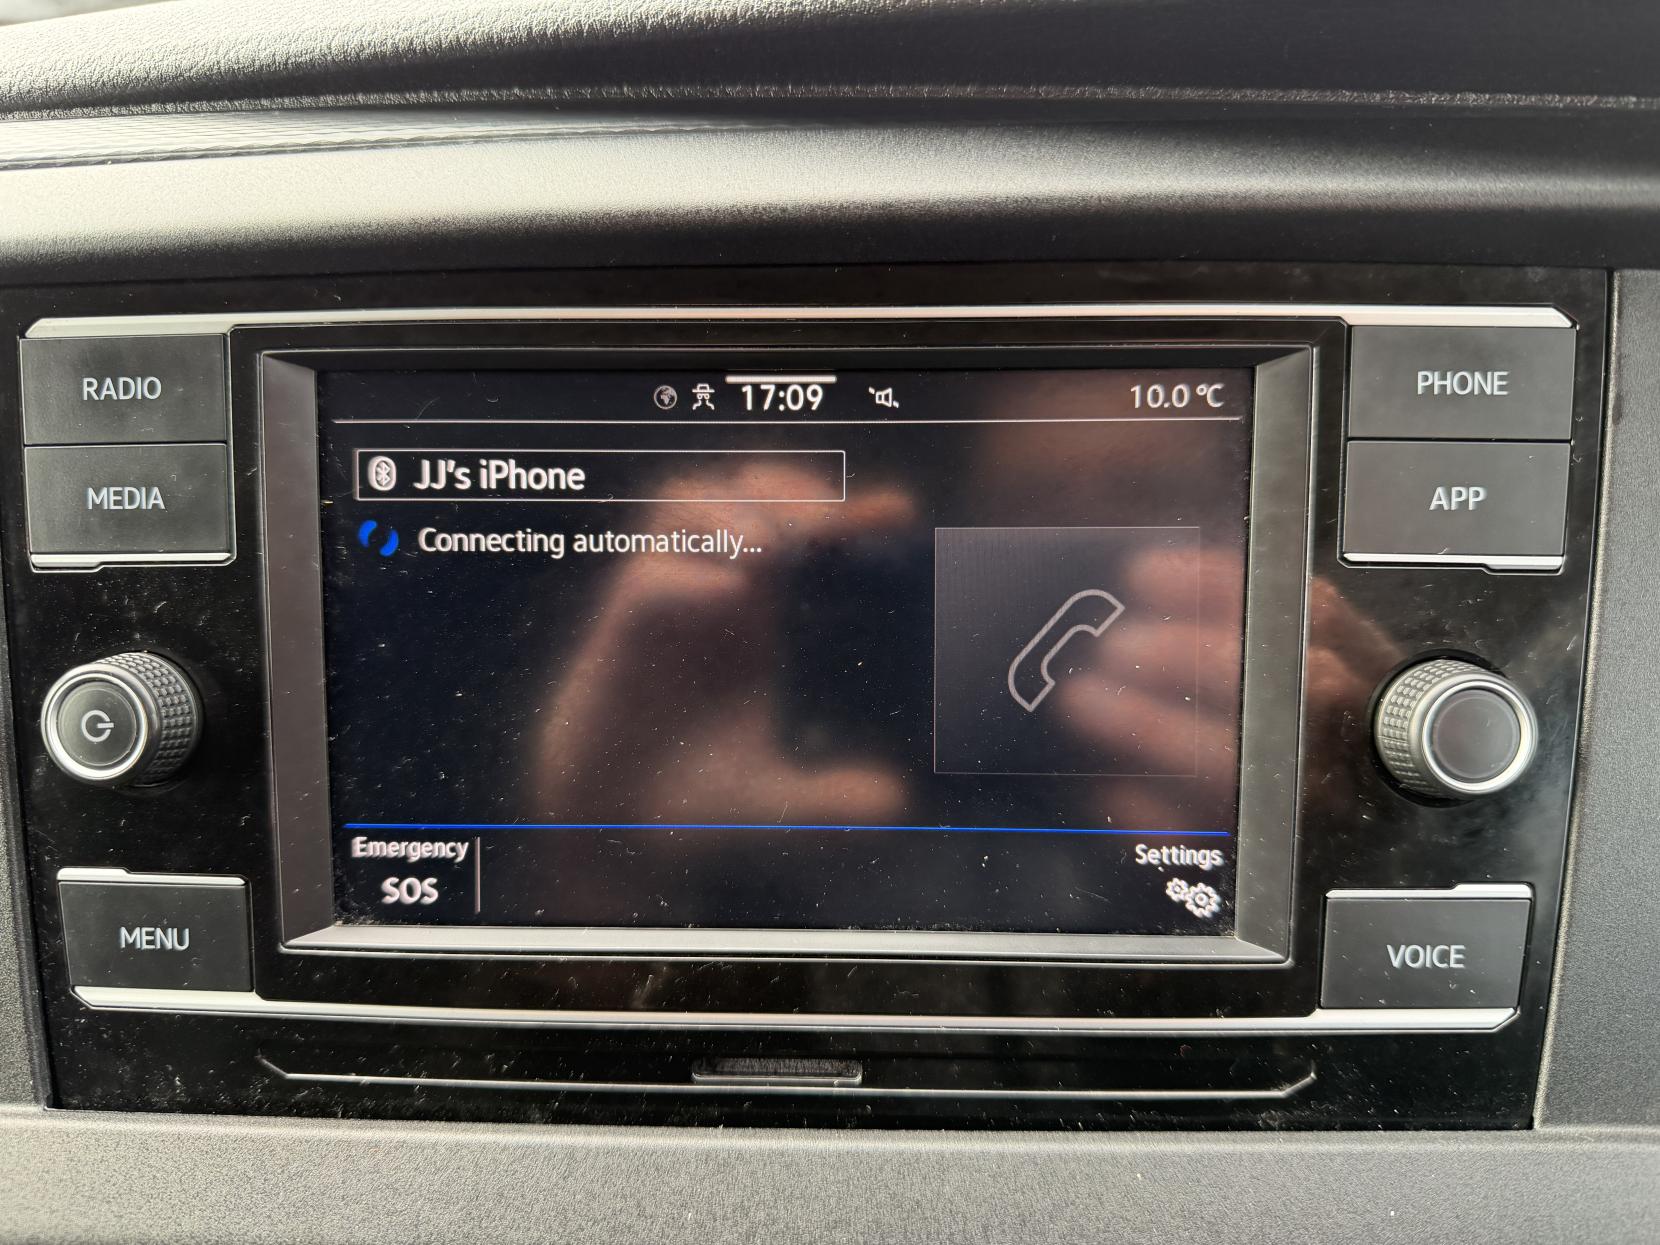 RADIO
MEDIA
MENU
17:09
10.0 °C
JJ's iPhone
Connecting automatically...
Emergency
SOS
Settings
PHONE
APP
VOICE